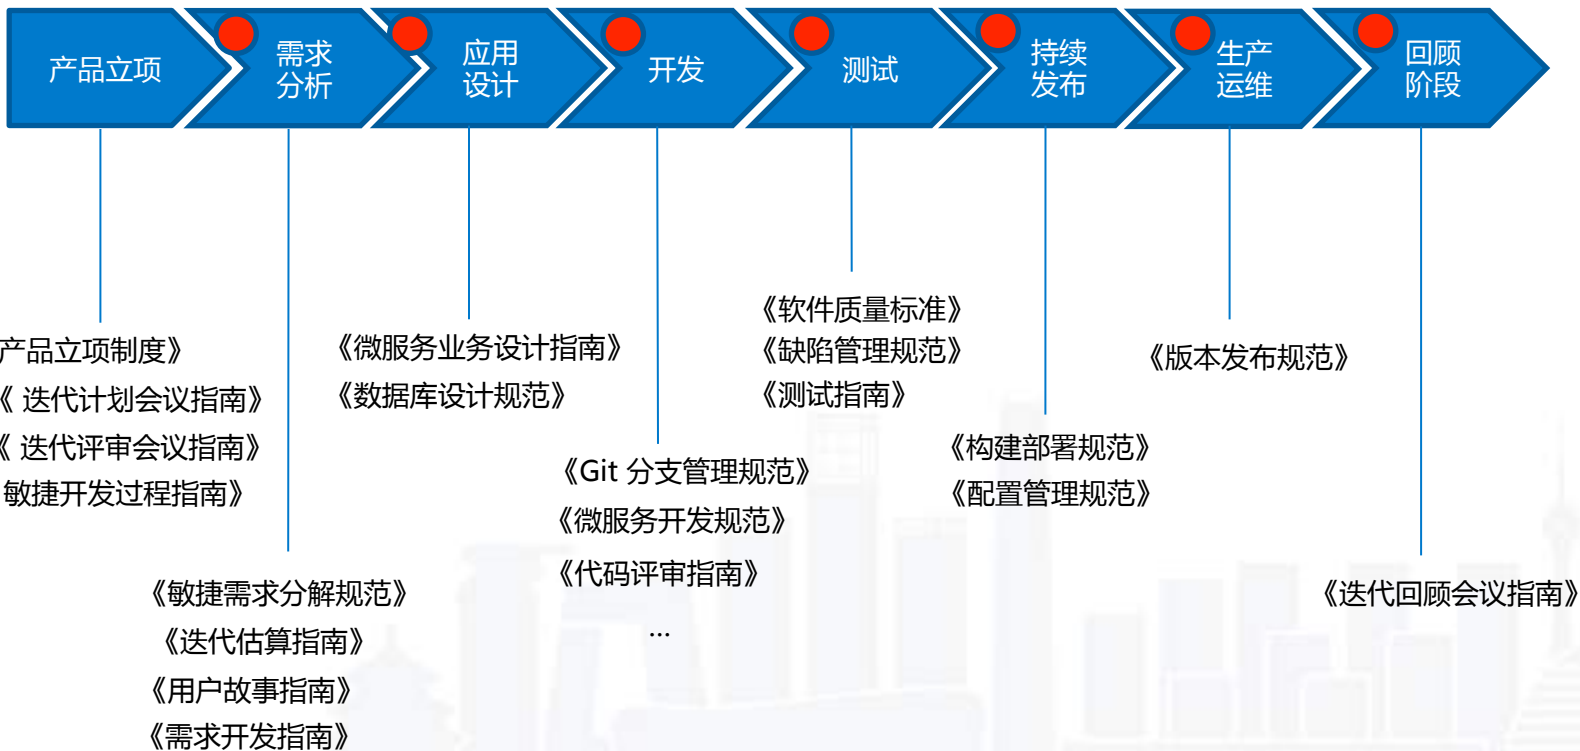 产品立项
需求
分析
应用
设计
开发
测试
持续
发布
生产
运维
回顾
阶段
产品立项制度》
《 迭代计划会议指南》
《 迭代评审会议指南》
敏捷开发过程指南》
《敏捷需求分解规范》
《迭代估算指南》
《用户故事指南》
《需求开发指南》
《微服务业务设计指南》
《数据库设计规范》
《Git 分支管理规范》
《微服务开发规范》
《代码评审指南》
...
《软件质量标准》
《缺陷管理规范》
《测试指南》
《构建部署规范》
《配置管理规范》
《版本发布规范》
《迭代回顾会议指南》